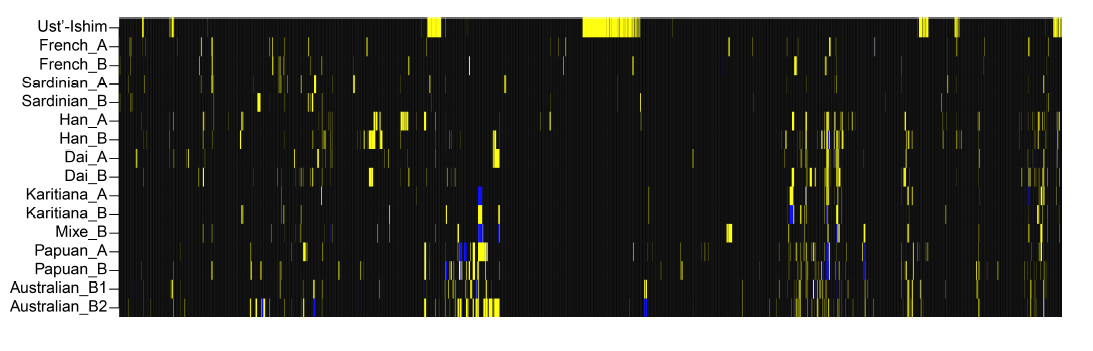 Ust'-Ishim
French_A
French_B
Sardinian_A
Sardinian_B
Han_A
Han_B
Dai_A
Dai_B
Karitiana_A
Karitiana_B
Mixe_B
Papuan_A
Papuan_B
Australian_B1
Australian_B2